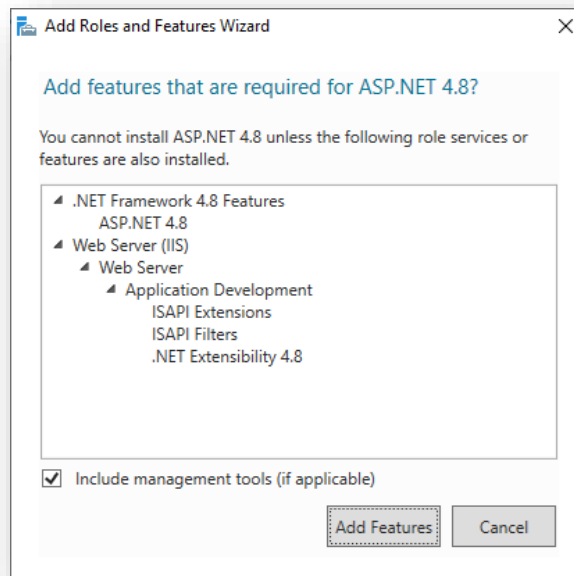 Add Roles and Features Wizard
Add features that are required for ASP.NET 4.8?
You cannot install ASP.NET 4.8 unless the following role services or
features are also installed.
.NET Framework 4.8 Features
ASP.NET 4.8
Web Server (IIS)
Web Server
Application Development
ISAPI Extensions
ISAPI Filters
.NET Extensibility 4.8
Include management tools (if applicable)
Add Features Cancel